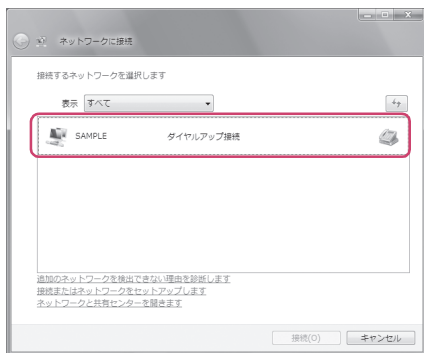 ネットワークに接続
接続するネットワークを選択します
表示 すべて
SAMPLE ダイヤルアップ接続
追加のネットワークを検出できない理由を診断します
接続またはネットワークをセットアップします
ネットワークと共有センターを開きます
接続(O) キャンセル